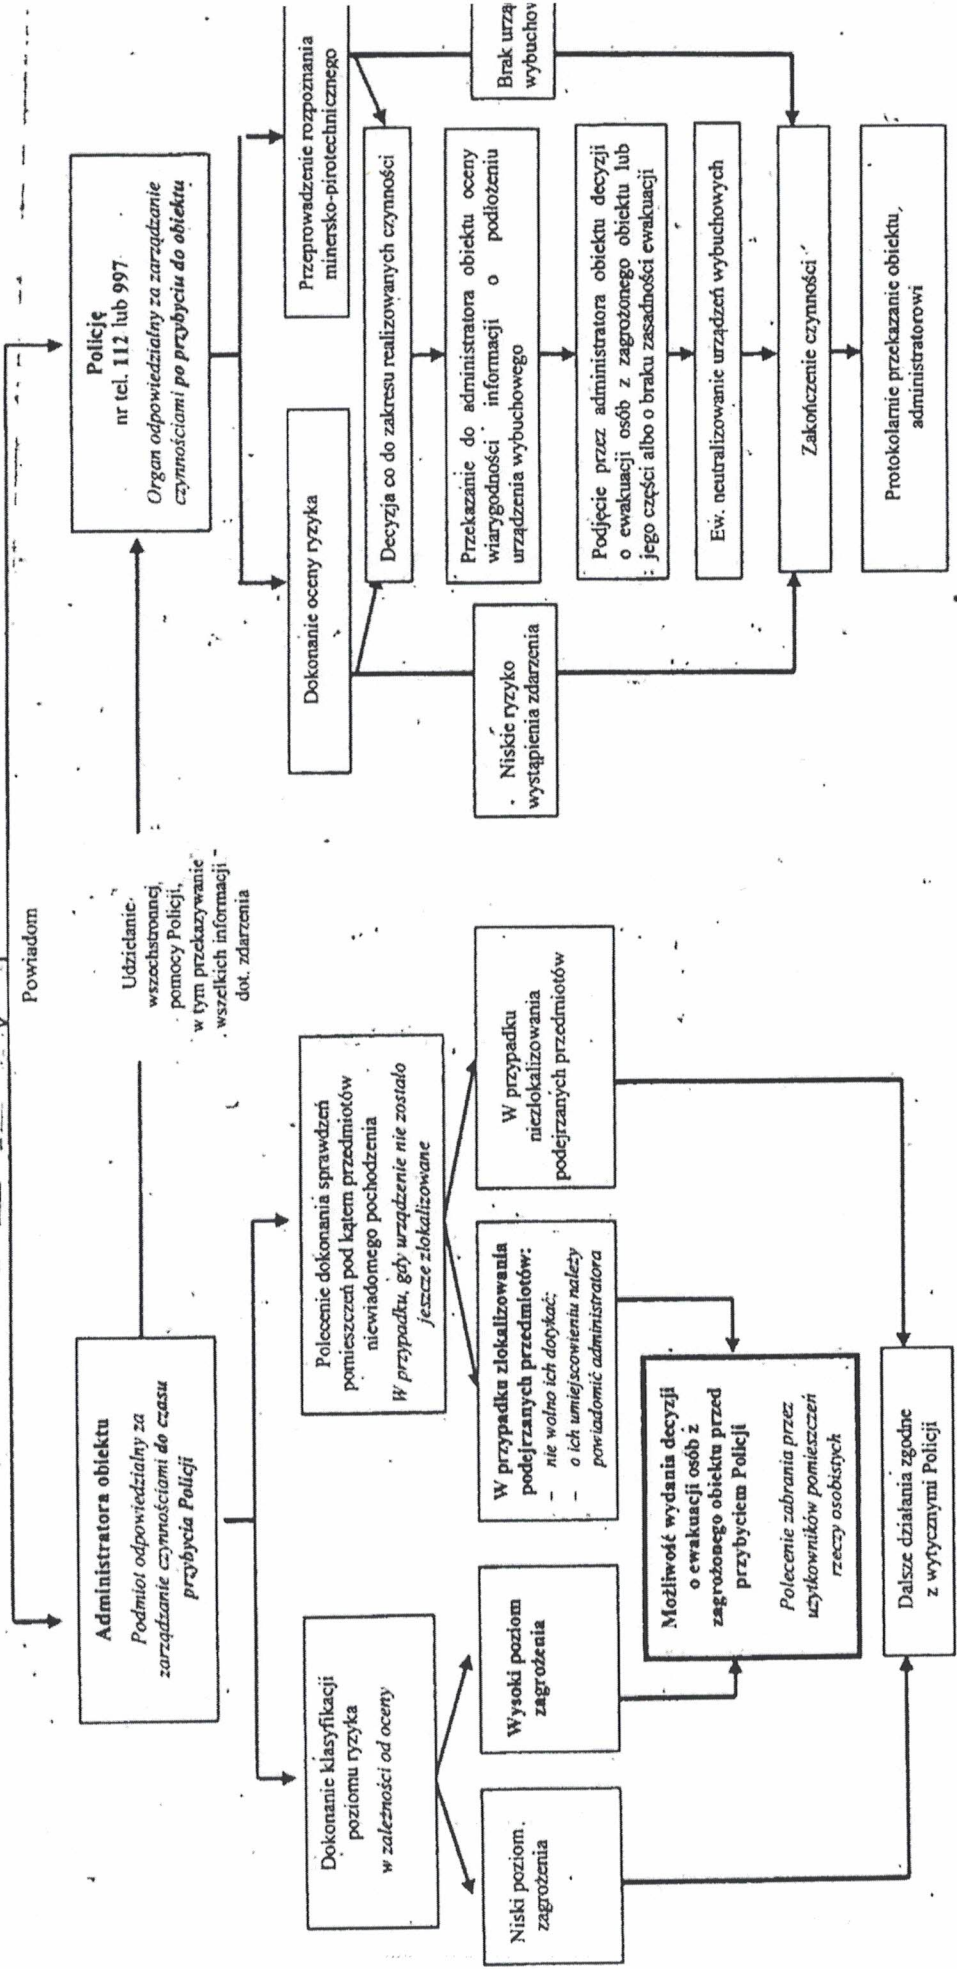 Powiadom
Administratora obiektu
Podmiot odpowiedzialny za
zarządzanie czynnościami do czasu
przybycia Policji
Udzielanie
wszechstronnej
pomocy Policji,
w tym przekazywanie
wszelkich informacji
dot. zdarzenia
Policję
nr tel. 112 lub 997
Organ odpowiedzialny za zarządzanie
czynnościami po przybyciu do obiektu
Dokonanie klasyfikacji
poziomu ryzyka
w zależności od oceny
Polecenie dokonania sprawdzeń
pomieszczeń pod kątem przedmiotów
niewiadomego pochodzenia
W przypadku, gdy urządzenie nie zostało
jeszcze zlokalizowane
Niski poziom
zagrożenia
Wysoki poziom
zagrożenia
W przypadku zlokalizowania
podejrzanych przedmiotów:
– nie wolno ich dotykać;
– o ich umiejscowieniu należy
powiadomić administratora
W przypadku
niezlokalizowania
podejrzanych przedmiotów
Możliwość wydania decyzji
o ewakuacji osób z
zagrożonego obiektu przed
przybyciem Policji
Polecenie zabrania przez
użytkowników pomieszczeń
rzeczy osobistych
Dalsze działania zgodne
z wytycznymi Policji
Dokonanie oceny ryzyka
Przeprowadzenie rozpoznania
minersko-pirotechnicznego
Decyzja co do zakresu realizowanych czynności
Niskie ryzyko
wystąpienia zdarzenia
Przekazanie do administratora obiektu oceny
wiarygodności informacji o podłożeniu
urządzenia wybuchowego
Brak urzą
wybuchow
Podjęcie przez administratora obiektu decyzji
o ewakuacji osób z zagrożonego obiektu lub
jego części albo o braku zasadności ewakuacji
Ew. neutralizowanie urządzeń wybuchowych
Zakończenie czynności
Protokolarnie przekazanie obiektu,
administratorowi